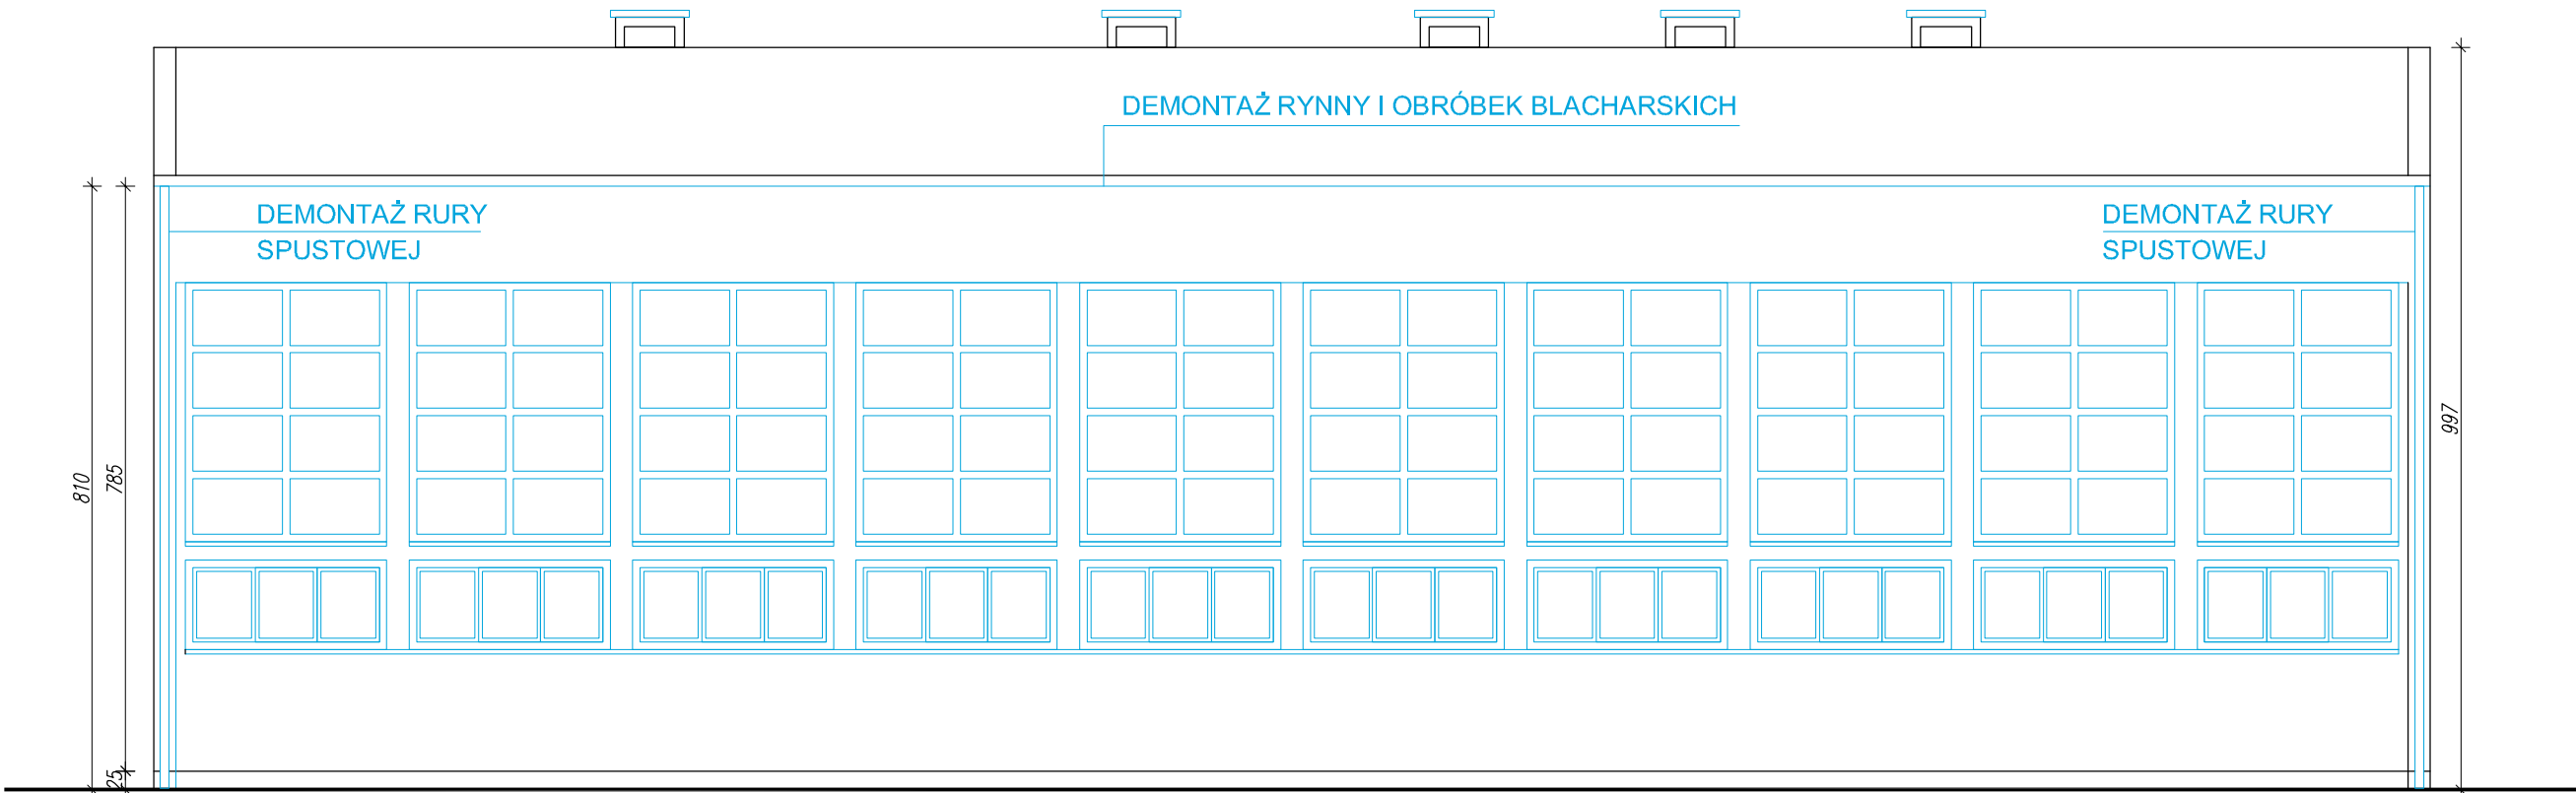 DEMONTAŻ RYNNY I OBRÓBEK BLACHARSKICH
DEMONTAŻ RURY
SPUSTOWEJ
DEMONTAŻ RURY
SPUSTOWEJ
810
785
25
997